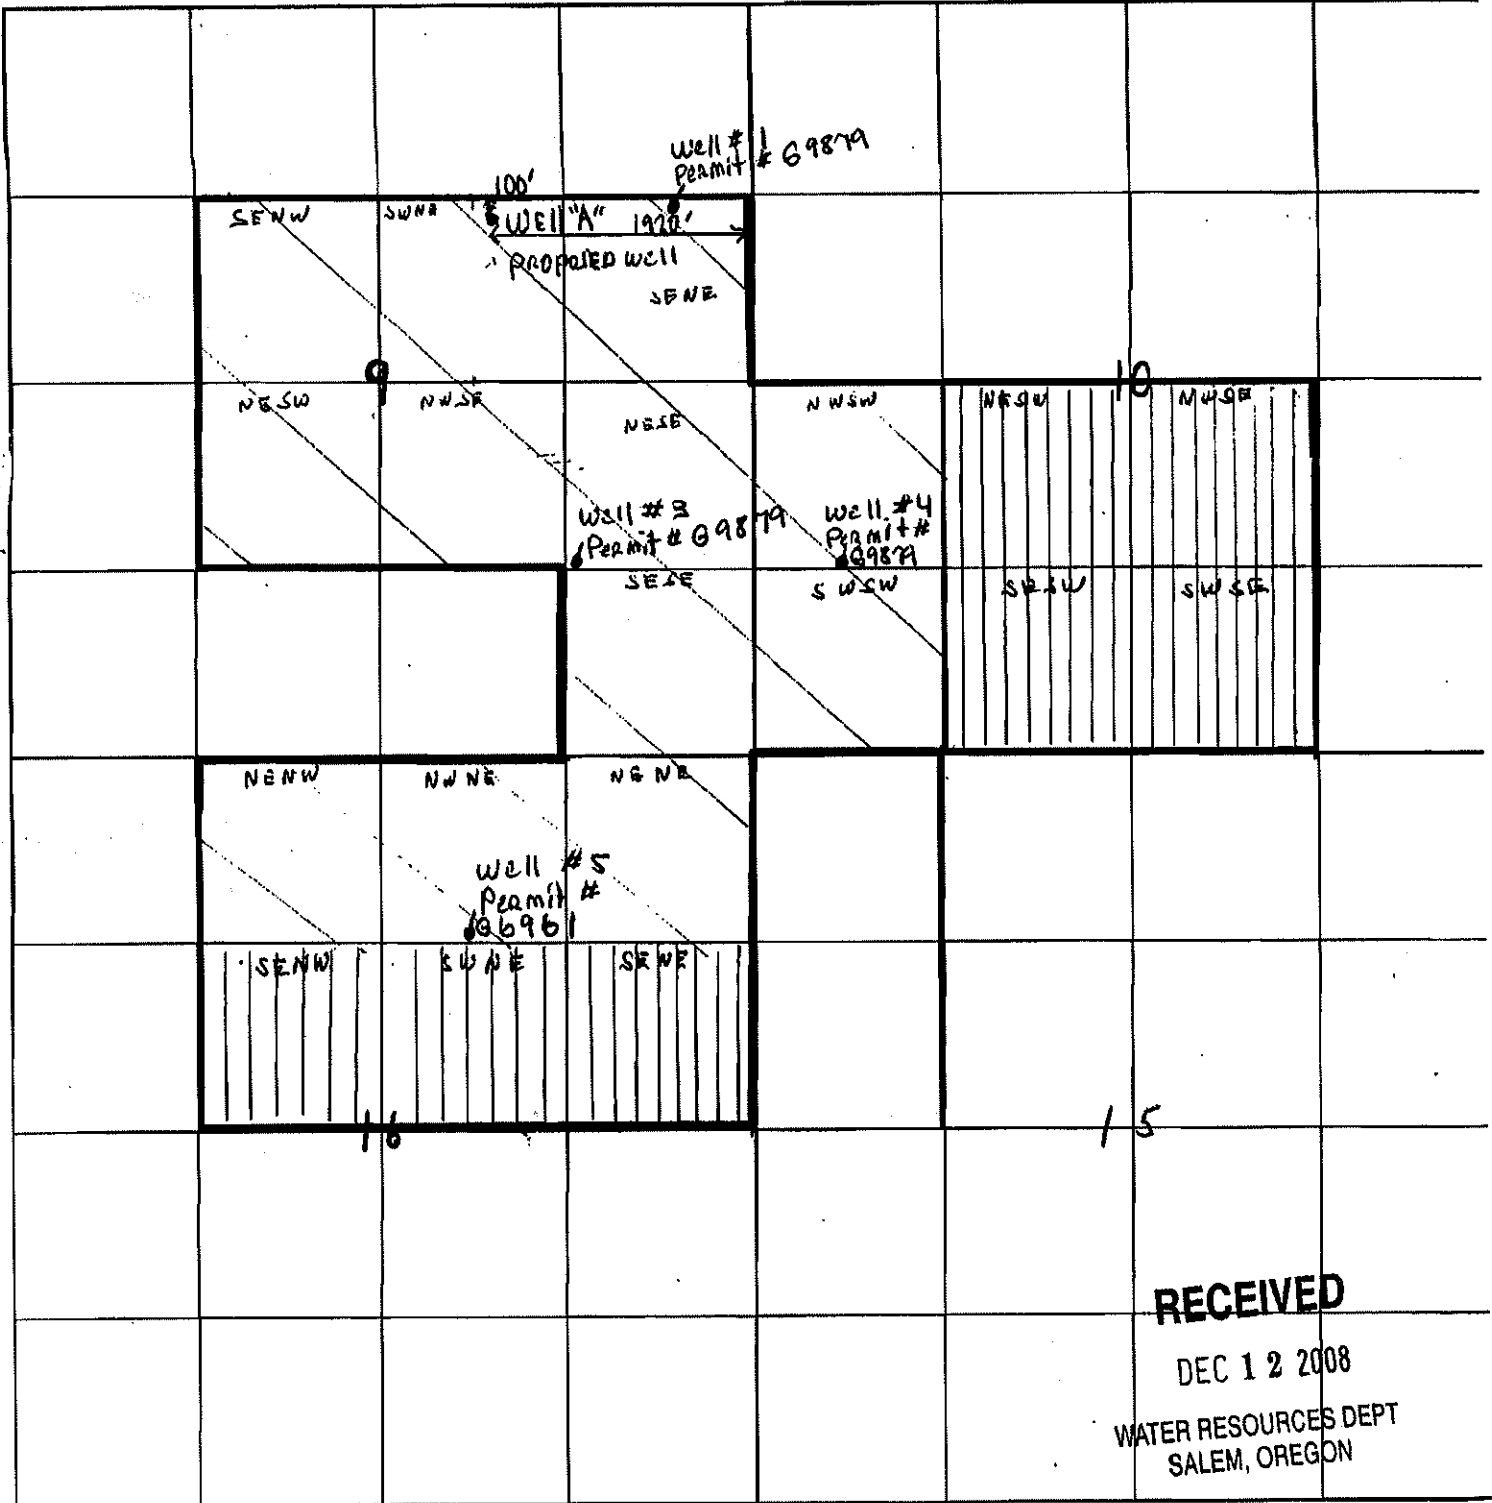 Well # 1
Permit # G9879
100'
SENW
SWNE
WEll "A" 1920'
PROPOSED WEll
SENE
9
10
NESW
NWSE
NESE
NWSW
NESW
NWSE
Well # 3
Permit # G9879
Well #4
Permit #
G9879
SESE
SWSW
SESW
SWSE
NENW
NWNE
NENE
Well #5
Permit #
G6961
SENW
SWNE
SENE
16
15
RECEIVED
DEC 12 2008
WATER RESOURCES DEPT
SALEM, OREGON